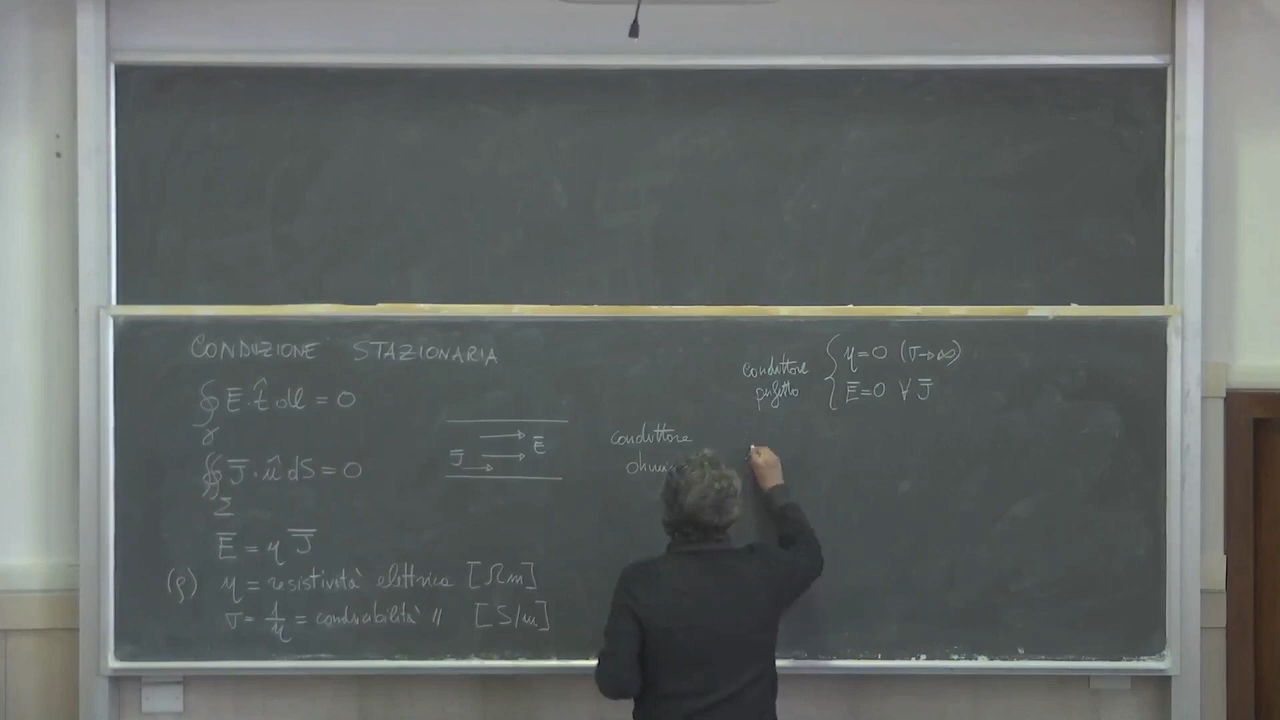 CONDUZIONE STAZIONARIA
∮γ E̅·t̂ dl = 0
∯Σ J̅·n̂ dS = 0
E̅ = η J̅
(ρ) η = resistività elettrica [Ωm]
σ = 1/η = conducibilità " [S/m]
J̅ E̅
conduttore
perfetto
η=0 (σ→∞)
E̅=0 ∀ J̅
conduttore